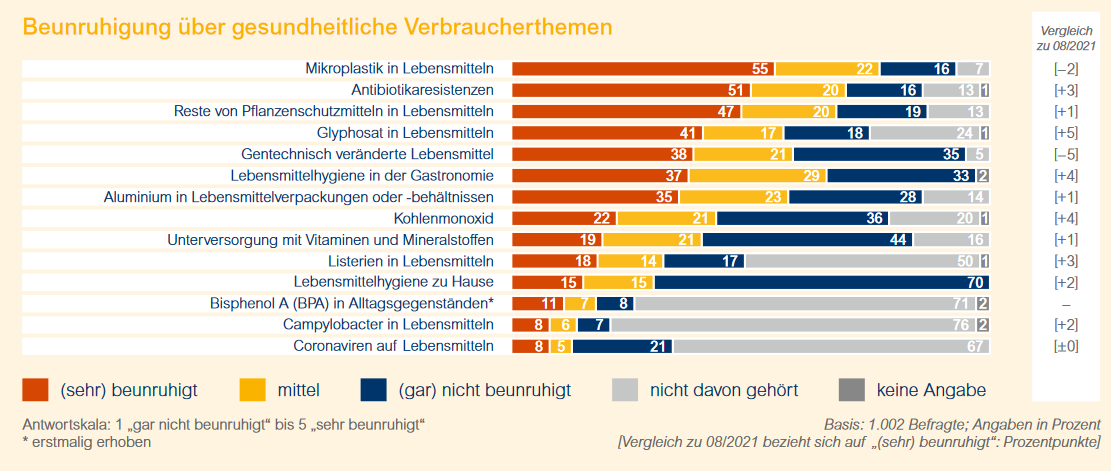 Beunruhigung über gesundheitliche Verbraucherthemen
Vergleich
zu 08/2021
Mikroplastik in Lebensmitteln 55 22 16 7 [–2]
Antibiotikaresistenzen 51 20 16 13 1 [+3]
Reste von Pflanzenschutzmitteln in Lebensmitteln 47 20 19 13 [+1]
Glyphosat in Lebensmitteln 41 17 18 24 1 [+5]
Gentechnisch veränderte Lebensmittel 38 21 35 5 [–5]
Lebensmittelhygiene in der Gastronomie 37 29 33 2 [+4]
Aluminium in Lebensmittelverpackungen oder -behältnissen 35 23 28 14 [+1]
Kohlenmonoxid 22 21 36 20 1 [+4]
Unterversorgung mit Vitaminen und Mineralstoffen 19 21 44 16 [+1]
Listerien in Lebensmitteln 18 14 17 50 1 [+3]
Lebensmittelhygiene zu Hause 15 15 70 [+2]
Bisphenol A (BPA) in Alltagsgegenständen* 11 7 8 71 2 –
Campylobacter in Lebensmitteln 8 6 7 76 2 [+2]
Coronaviren auf Lebensmitteln 8 5 21 67 [±0]
(sehr) beunruhigt mittel (gar) nicht beunruhigt nicht davon gehört keine Angabe
Antwortskala: 1 „gar nicht beunruhigt“ bis 5 „sehr beunruhigt“
* erstmalig erhoben
Basis: 1.002 Befragte; Angaben in Prozent
[Vergleich zu 08/2021 bezieht sich auf „(sehr) beunruhigt“: Prozentpunkte]